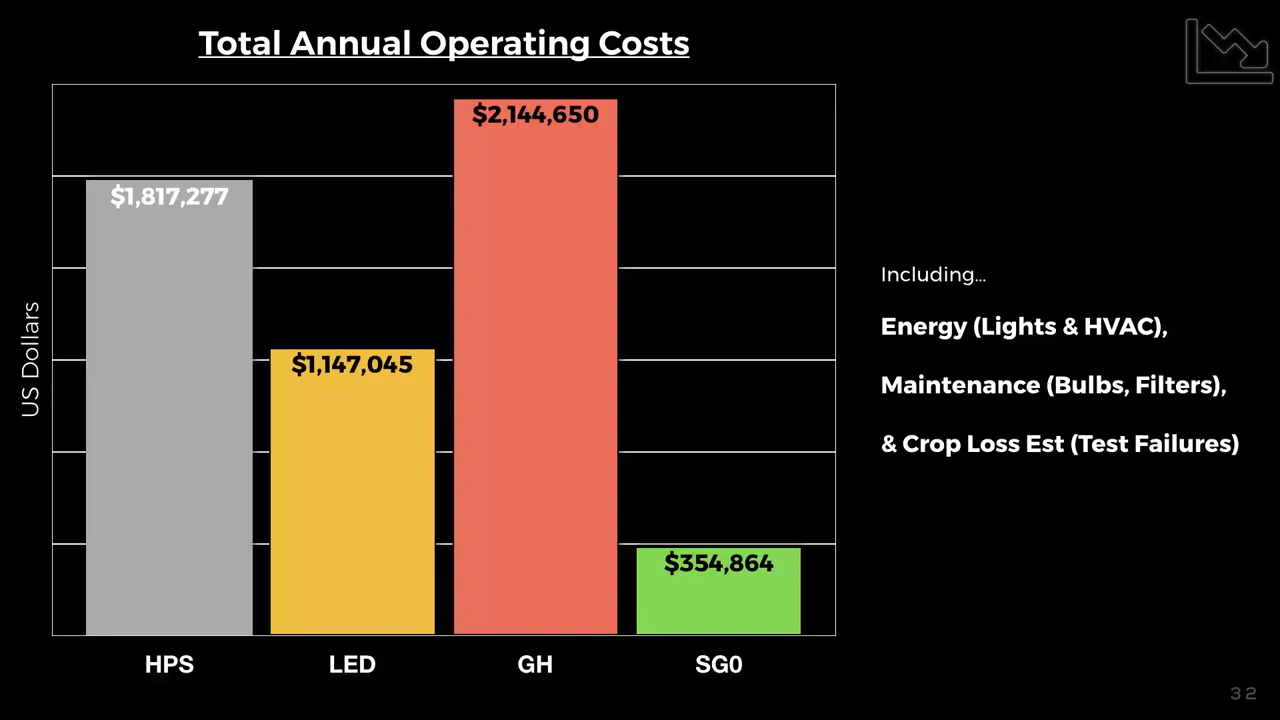 Total Annual Operating Costs
$2,144,650
$1,817,277
$1,147,045
$354,864
US Dollars
HPS
LED
GH
SG0
Including...
Energy (Lights & HVAC),
Maintenance (Bulbs, Filters),
& Crop Loss Est (Test Failures)
32